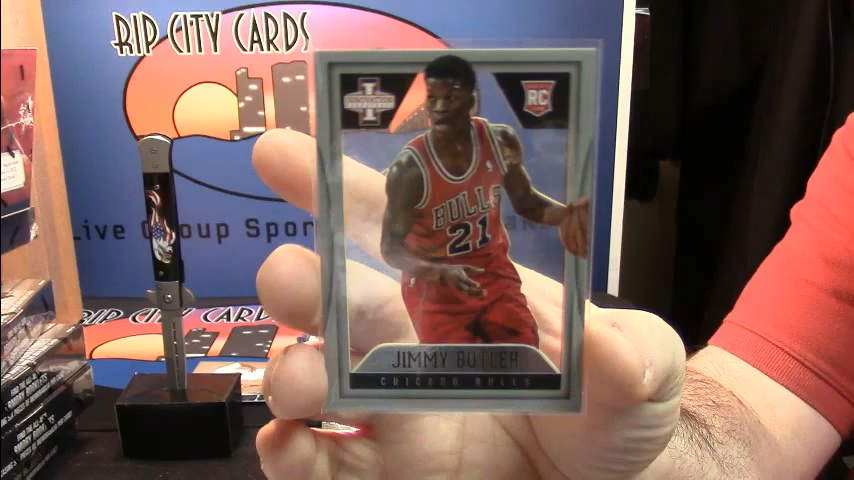 RIP CITY CARDS
RC
BULLS
21
Live Group Spor
RIP CITY CARDS
JIMMY BUTLER
CHICAGO BULLS